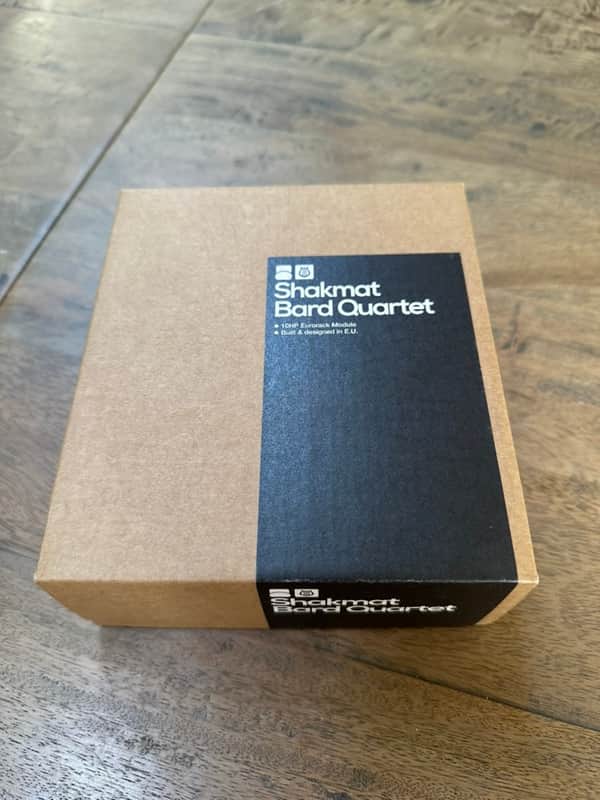 Shakmat
Bard Quartet
● 10HP Eurorack Module
● Built & designed in E.U.
Shakmat
Bard Quartet